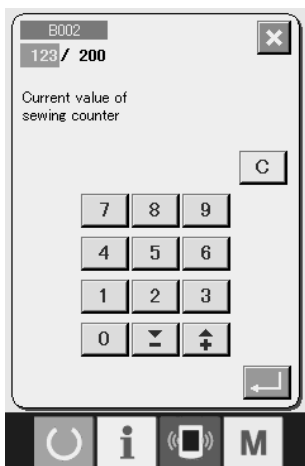 B002
123/ 200
Current value of
sewing counter
C
7 8 9
4 5 6
1 2 3
0
i M